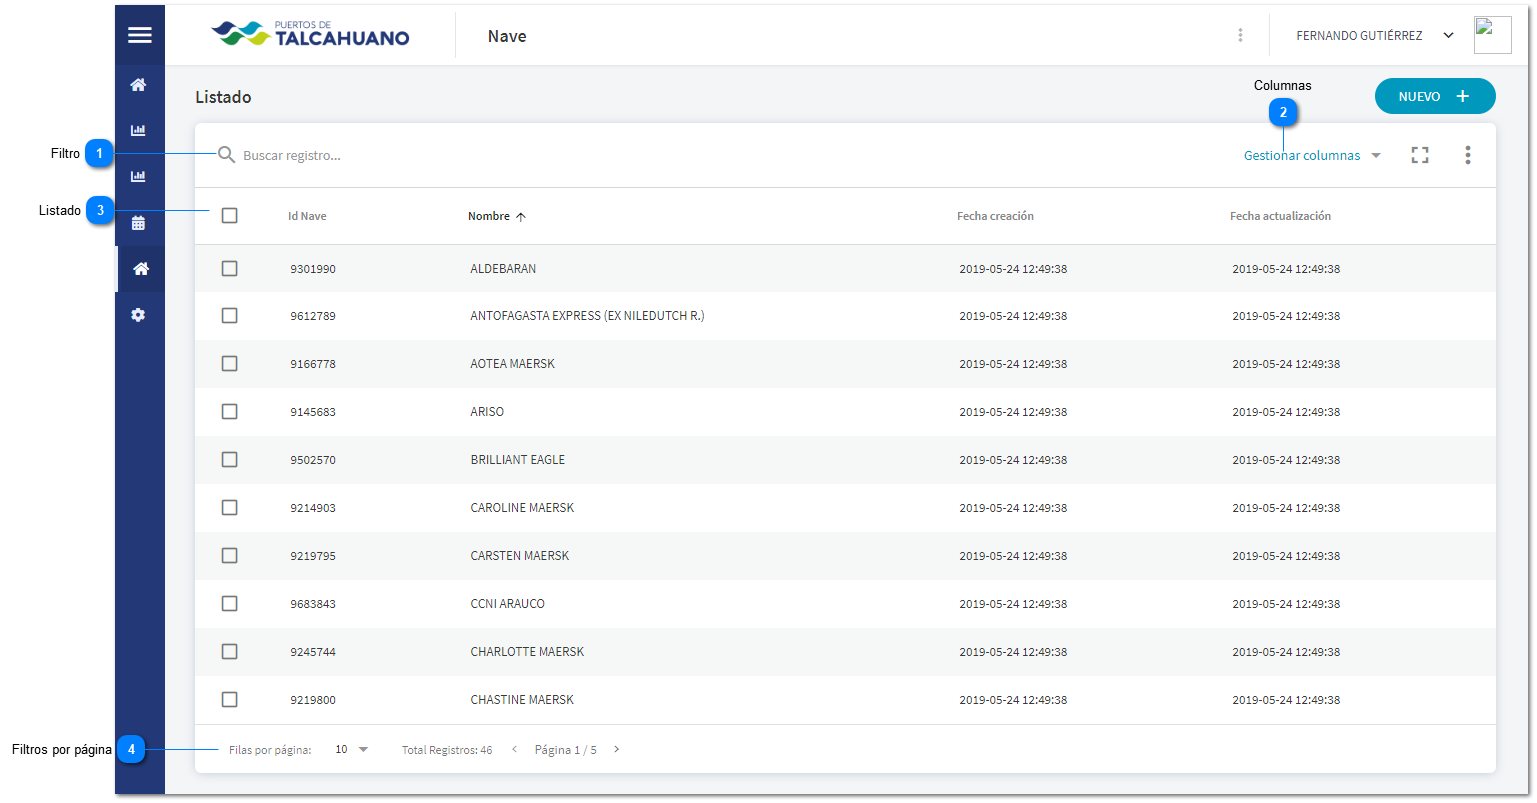 PUERTOS DE
TALCAHUANO
Nave
FERNANDO GUTIÉRREZ
Columnas
2
Listado
NUEVO +
Filtro 1
Buscar registro...
Gestionar columnas
Listado 3
Id Nave Nombre Fecha creación Fecha actualización
9301990 ALDEBARAN 2019-05-24 12:49:38 2019-05-24 12:49:38
9612789 ANTOFAGASTA EXPRESS (EX NILEDUTCH R.) 2019-05-24 12:49:38 2019-05-24 12:49:38
9166778 AOTEA MAERSK 2019-05-24 12:49:38 2019-05-24 12:49:38
9145683 ARISO 2019-05-24 12:49:38 2019-05-24 12:49:38
9502570 BRILLIANT EAGLE 2019-05-24 12:49:38 2019-05-24 12:49:38
9214903 CAROLINE MAERSK 2019-05-24 12:49:38 2019-05-24 12:49:38
9219795 CARSTEN MAERSK 2019-05-24 12:49:38 2019-05-24 12:49:38
9683843 CCNI ARAUCO 2019-05-24 12:49:38 2019-05-24 12:49:38
9245744 CHARLOTTE MAERSK 2019-05-24 12:49:38 2019-05-24 12:49:38
9219800 CHASTINE MAERSK 2019-05-24 12:49:38 2019-05-24 12:49:38
Filtros por página 4
Filas por página: 10 Total Registros: 46 Página 1 / 5